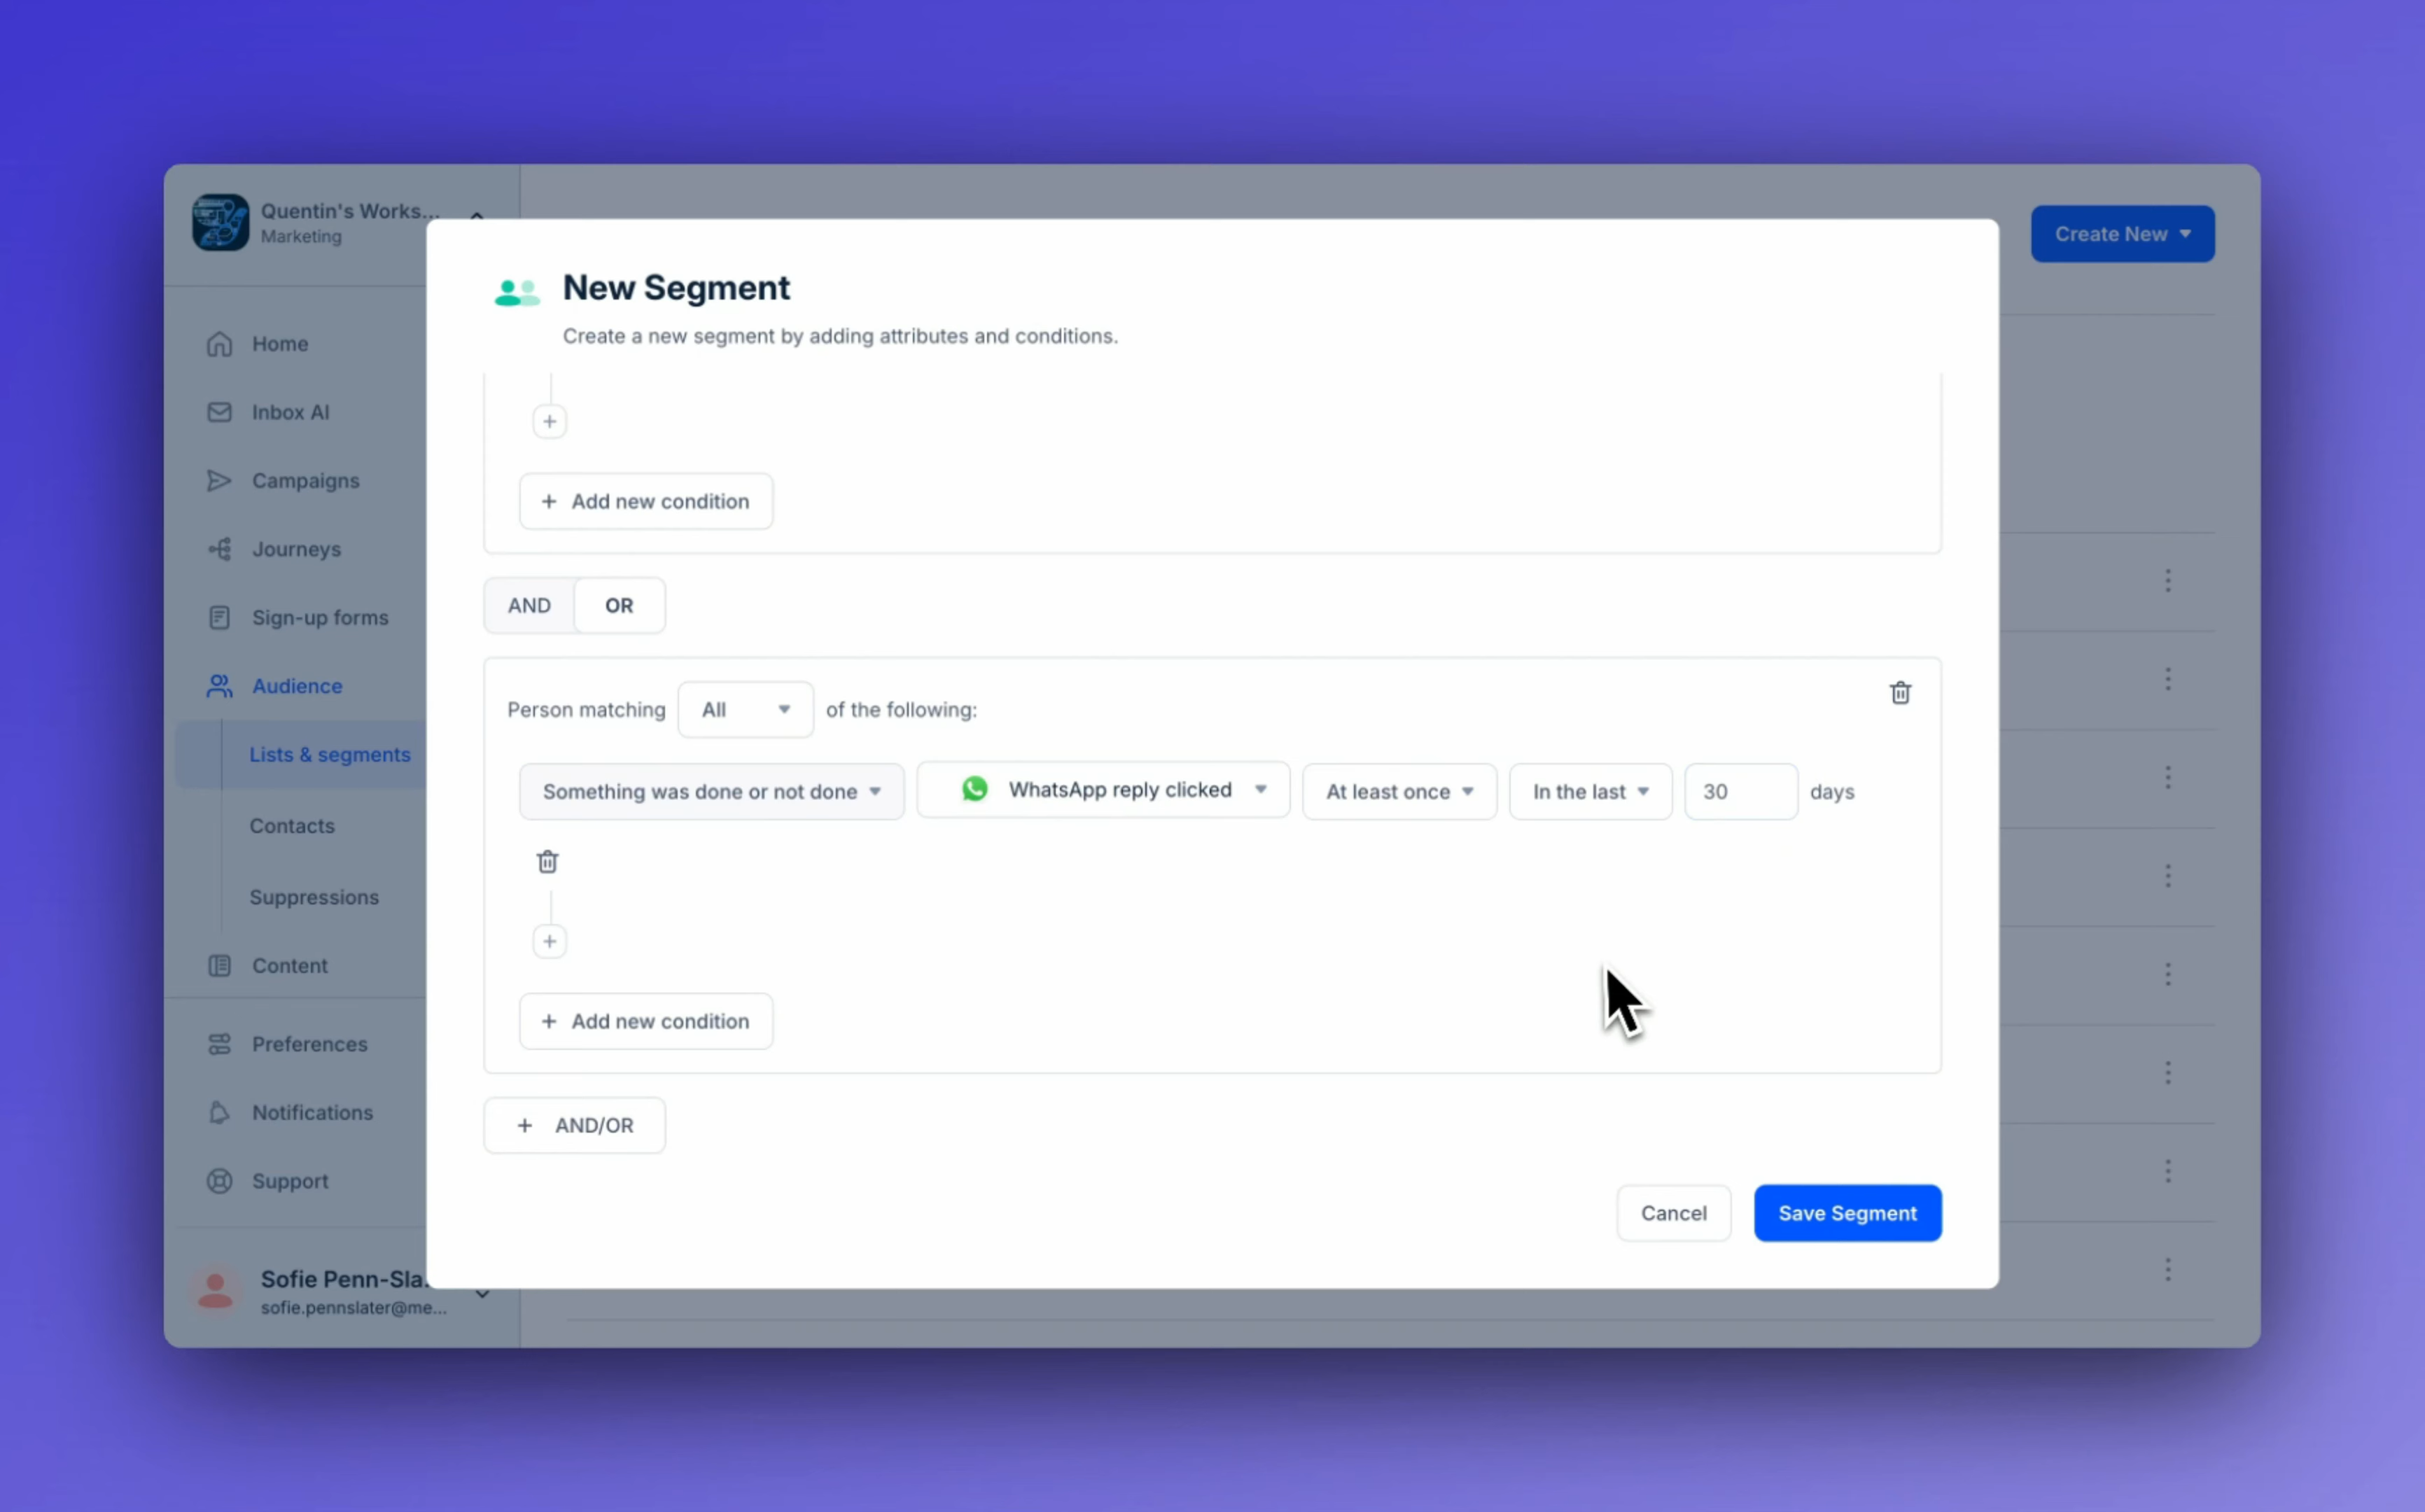 Quentin's Works...
Marketing
Create New
Home
Inbox AI
Campaigns
Journeys
Sign-up forms
Audience
Lists & segments
Contacts
Suppressions
Content
Preferences
Notifications
Support
Sofie Penn-Sla...
sofie.pennslater@me...
New Segment
Create a new segment by adding attributes and conditions.
+
+ Add new condition
AND OR
Person matching All of the following:
Something was done or not done WhatsApp reply clicked At least once In the last 30 days
+
+ Add new condition
+ AND/OR
Cancel Save Segment